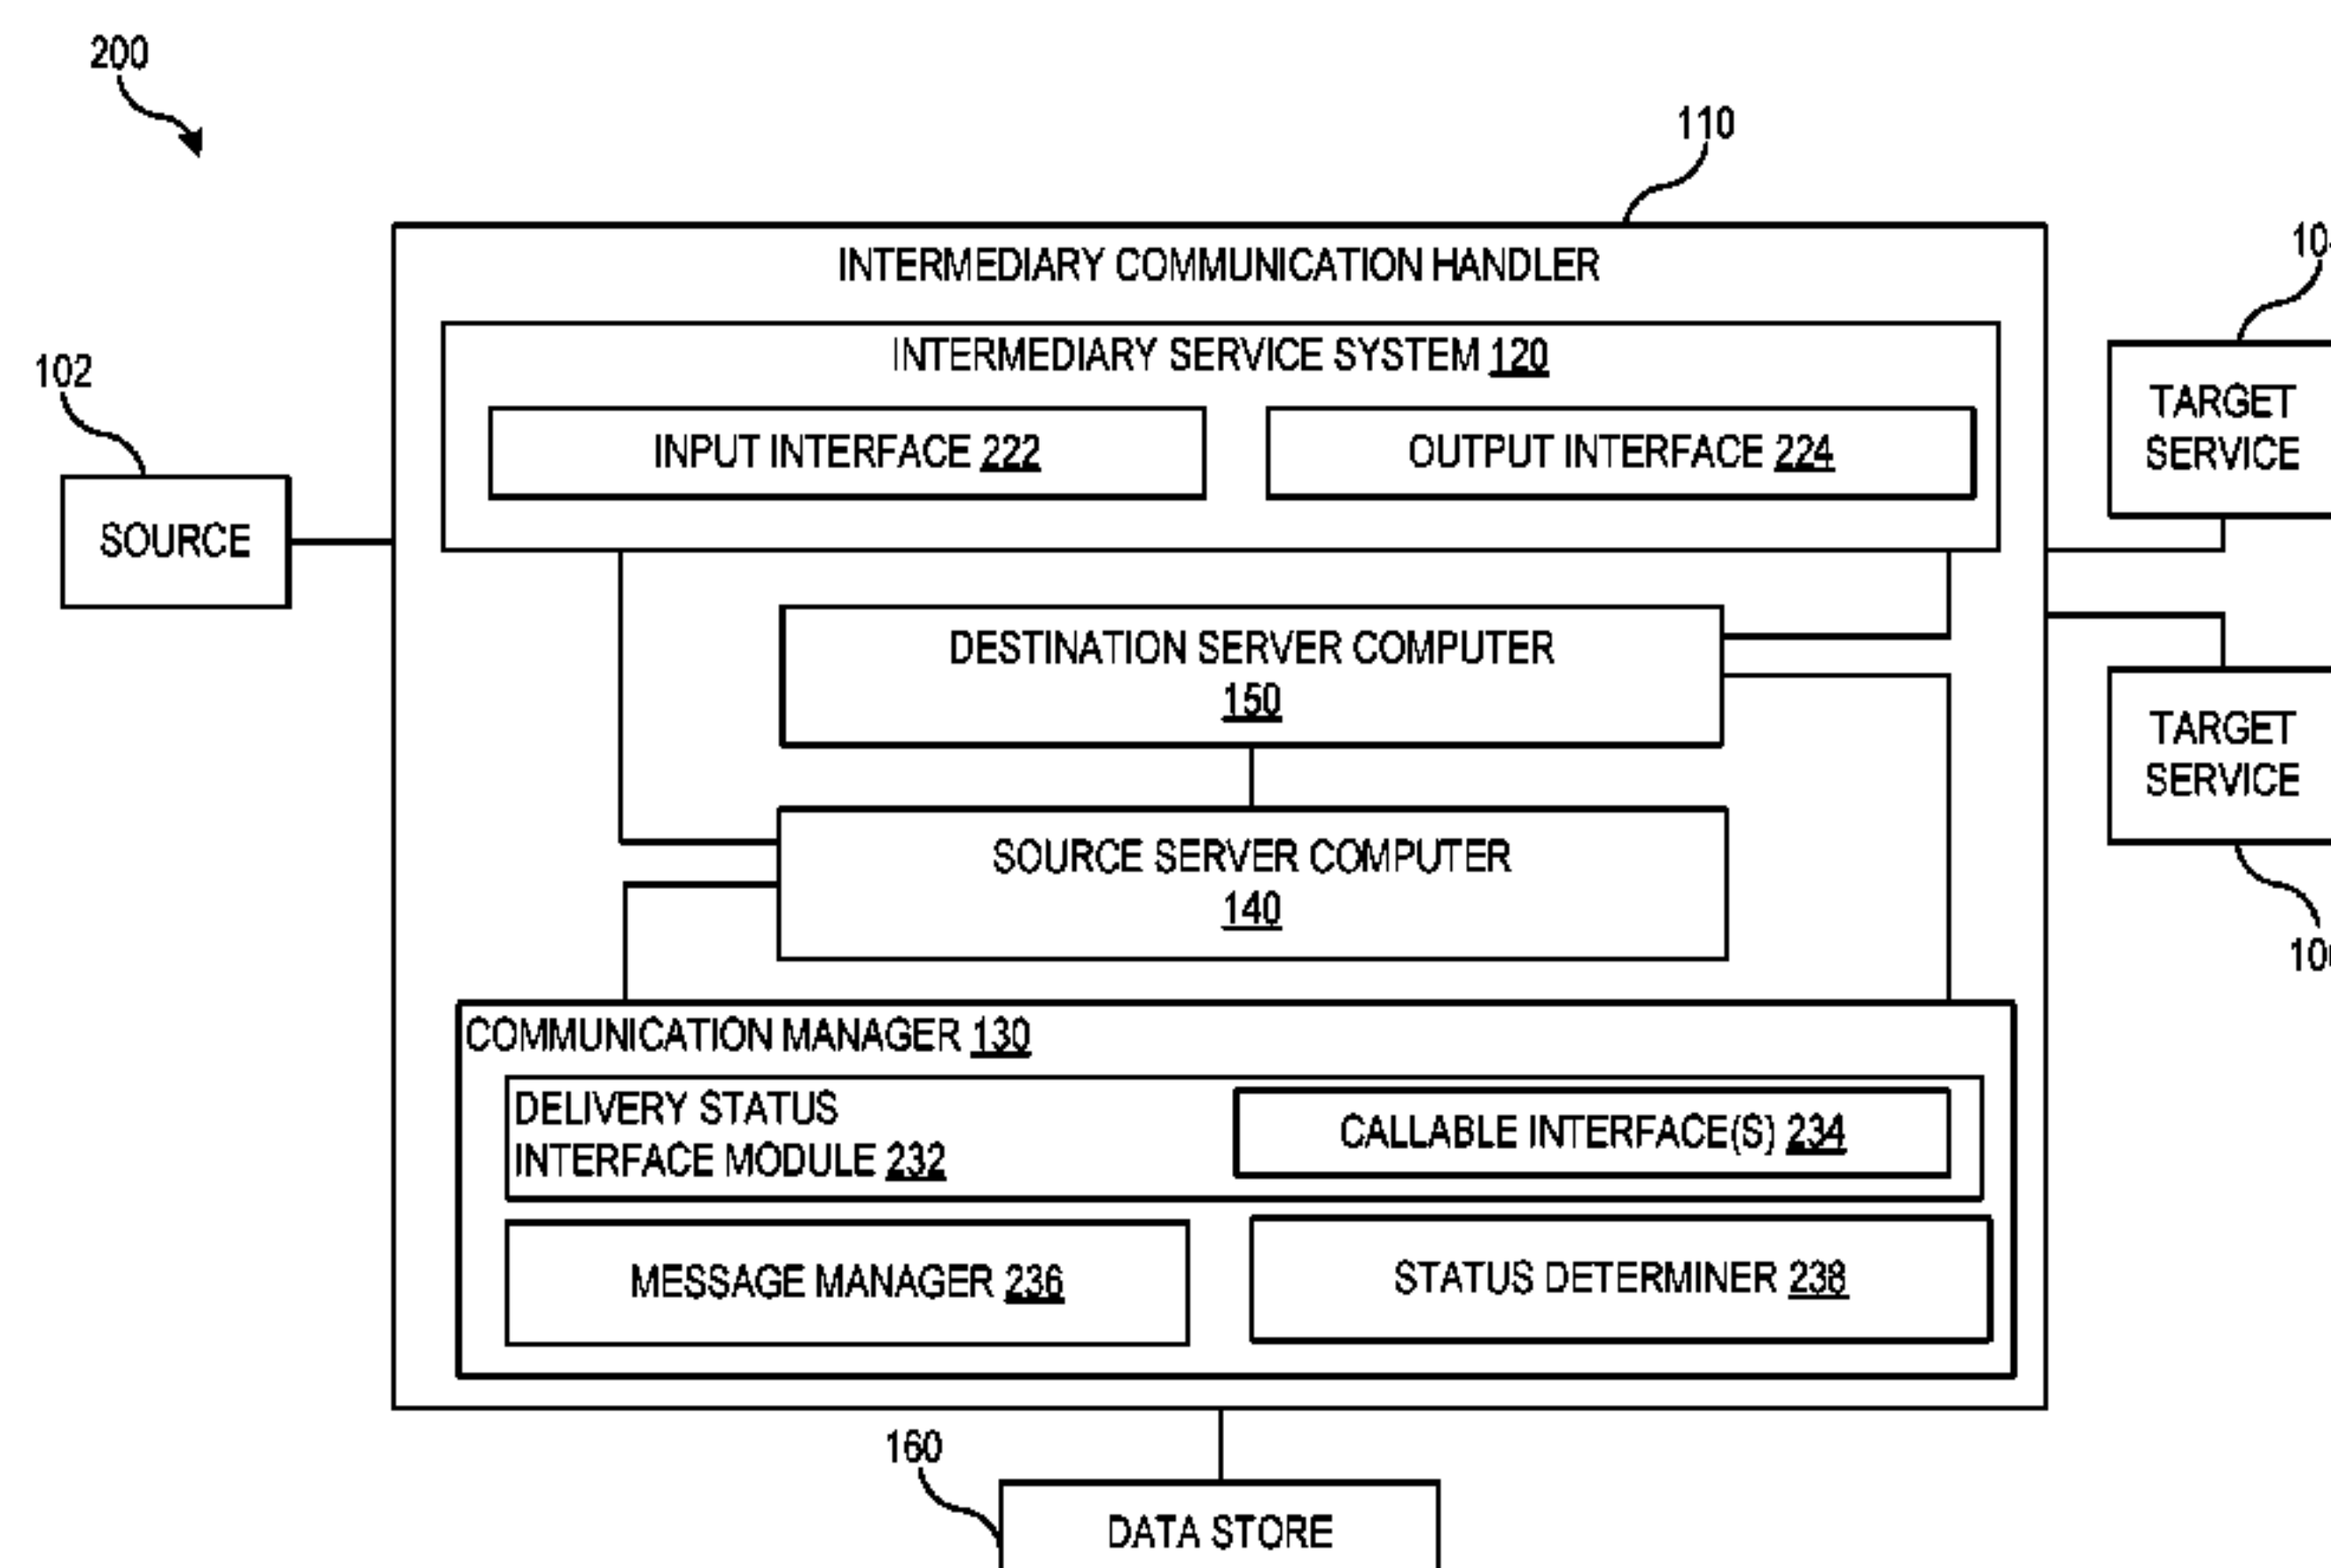 200
110
INTERMEDIARY COMMUNICATION HANDLER
INTERMEDIARY SERVICE SYSTEM 120
INPUT INTERFACE 222
OUTPUT INTERFACE 224
102
SOURCE
TARGET
SERVICE
DESTINATION SERVER COMPUTER
150
TARGET
SERVICE
SOURCE SERVER COMPUTER
140
COMMUNICATION MANAGER 130
DELIVERY STATUS
INTERFACE MODULE 232
CALLABLE INTERFACE(S) 234
MESSAGE MANAGER 236
STATUS DETERMINER 238
160
DATA STORE